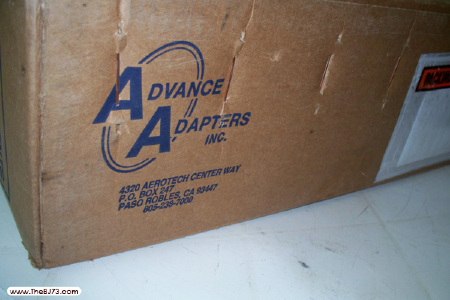 ADVANCE
ADAPTERS
INC.
4320 AEROTECH CENTER WAY
P.O. BOX 247
PASO ROBLES, CA 93447
805-238-7000
www.TheBJ73.com